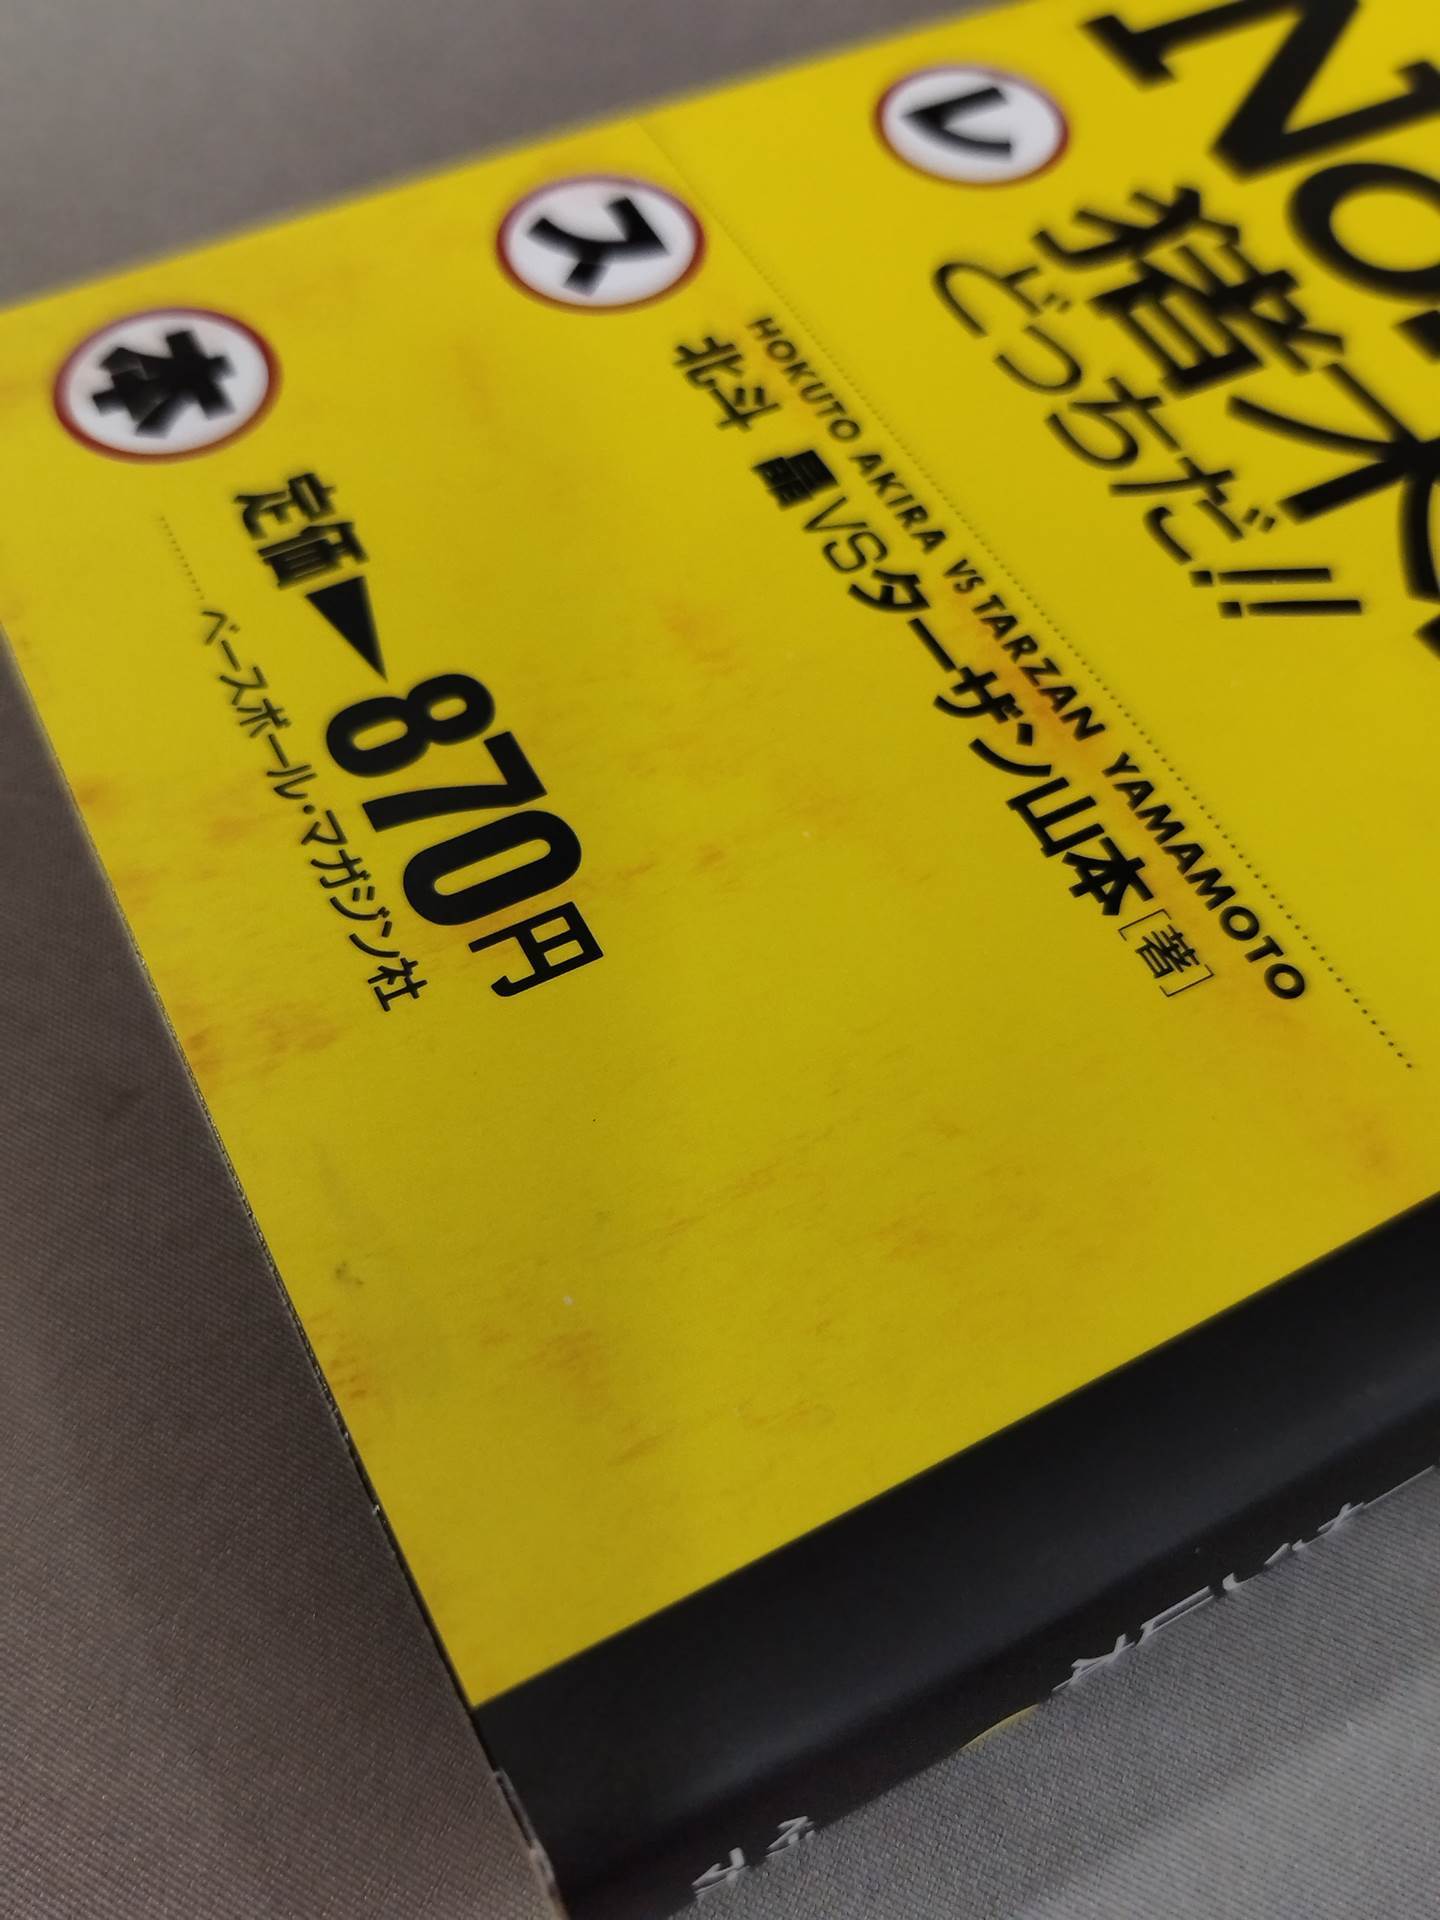 No.
猪木
どっちだ!!
レ
ス
本
HOKUTO AKIRA VS TARZAN YAMAMOTO
北斗 晶VSターザン山本[著]
定価▶870円
ベースボール・マガジン社